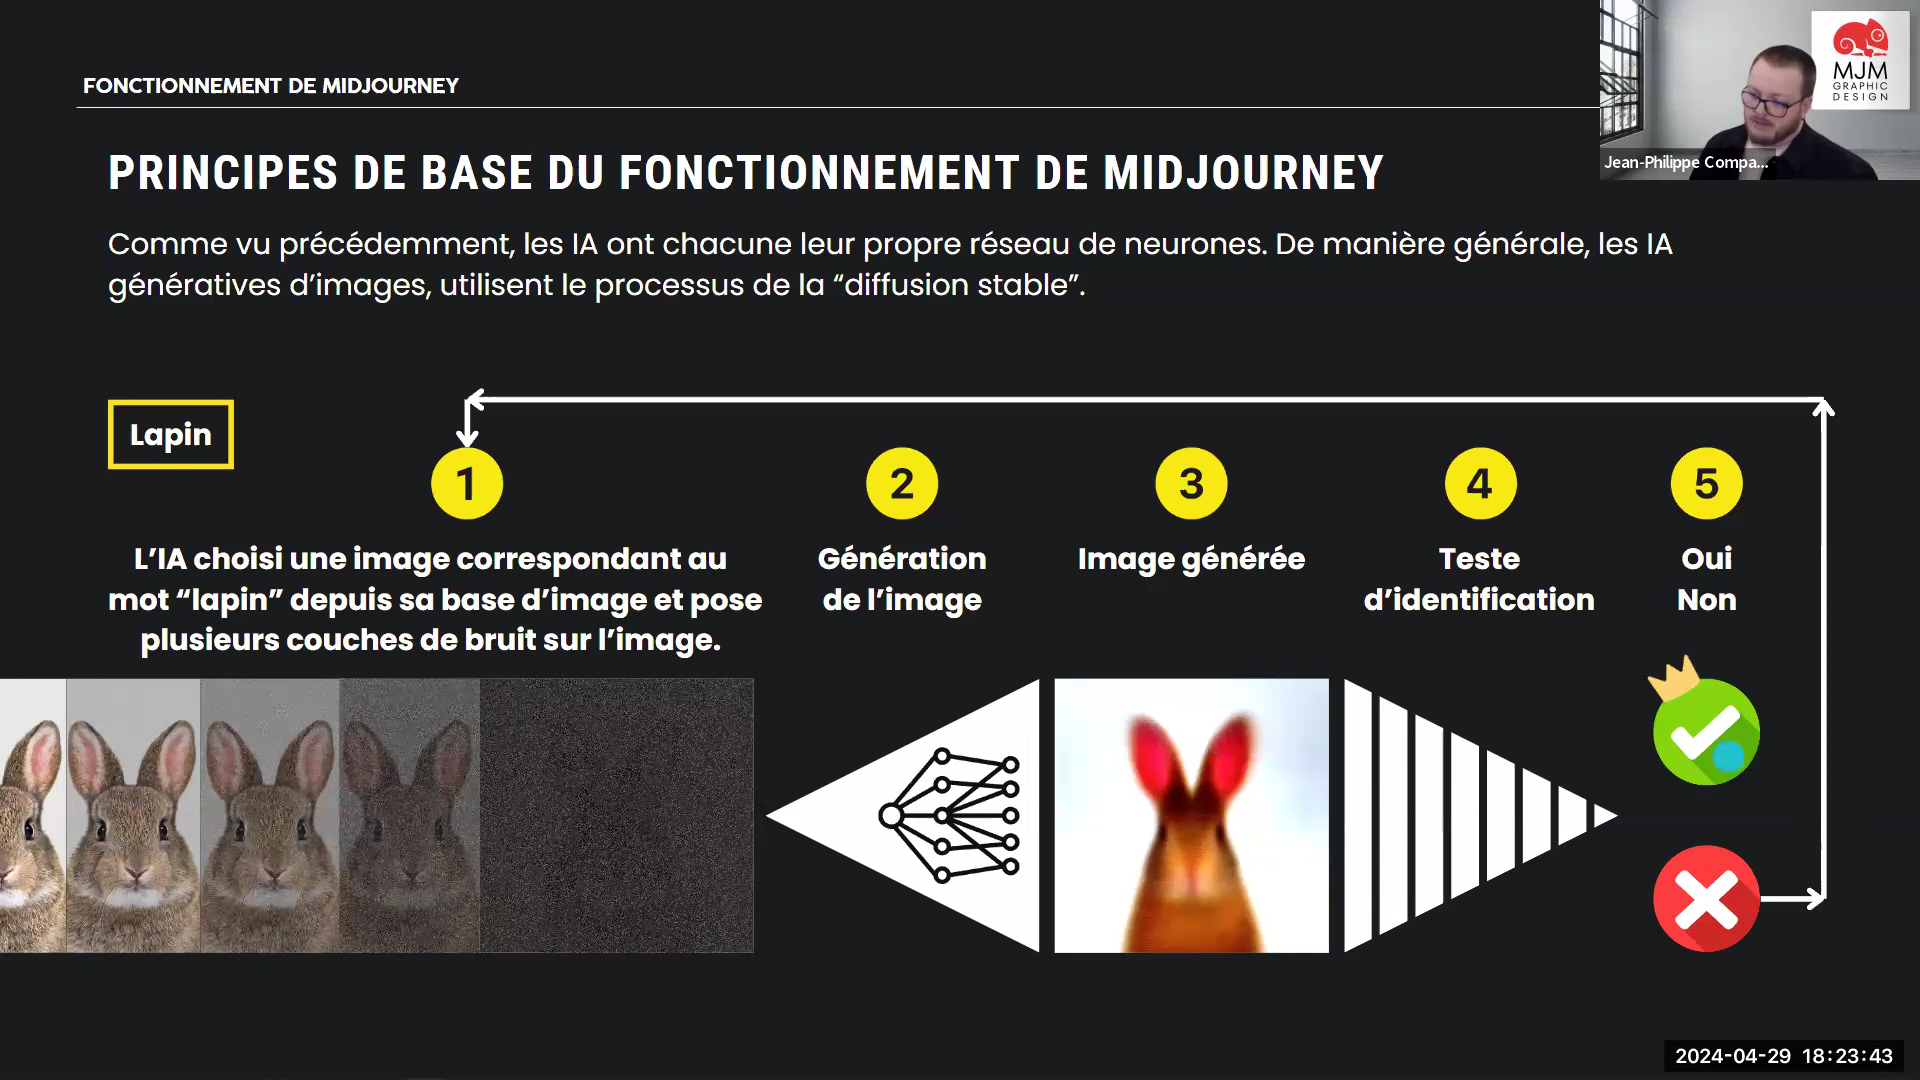 FONCTIONNEMENT DE MIDJOURNEY
MJM
GRAPHIC
DESIGN
Jean-Philippe Compa...
PRINCIPES DE BASE DU FONCTIONNEMENT DE MIDJOURNEY
Comme vu précédemment, les IA ont chacune leur propre réseau de neurones. De manière générale, les IA
génératives d’images, utilisent le processus de la “diffusion stable”.
Lapin
1
2
3
4
5
L’IA choisi une image correspondant au
mot “lapin” depuis sa base d’image et pose
plusieurs couches de bruit sur l’image.
Génération
de l’image
Image générée
Teste
d’identification
Oui
Non
2024-04-29 18:23:43